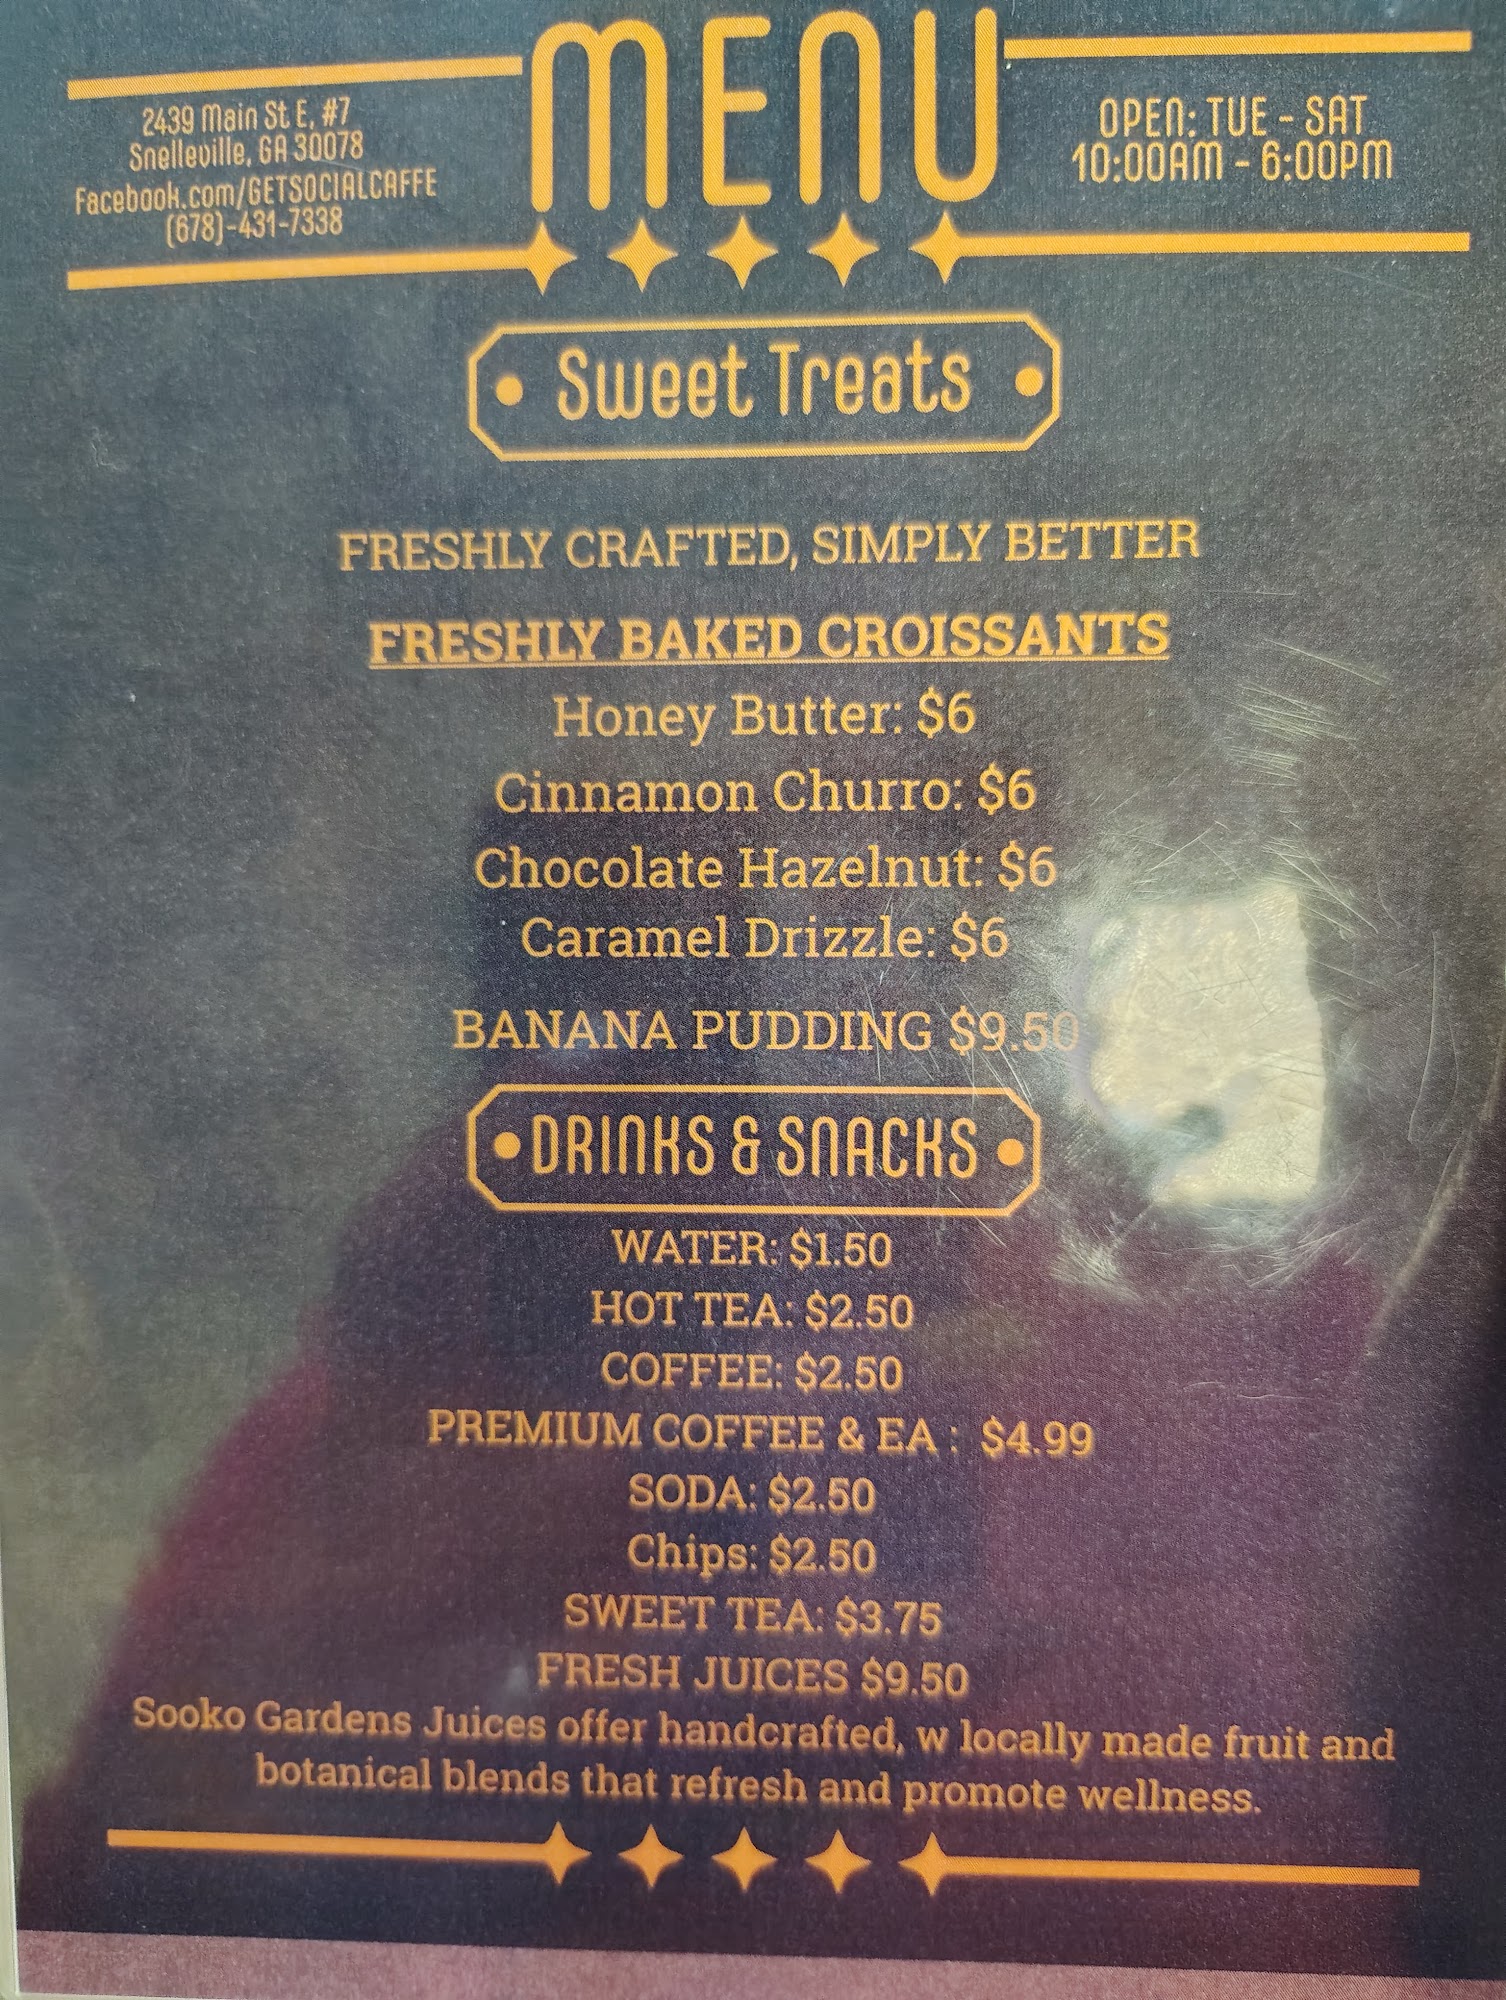 MENU
2439 Main St E, #7
Snelleville, GA 30078
Facebook.com/GETSOCIALCAFFE
(678)-431-7338
OPEN: TUE - SAT
10:00AM - 6:00PM
Sweet Treats
FRESHLY CRAFTED, SIMPLY BETTER
FRESHLY BAKED CROISSANTS
Honey Butter: $6
Cinnamon Churro: $6
Chocolate Hazelnut: $6
Caramel Drizzle: $6
BANANA PUDDING $9.50
DRINKS & SNACKS
WATER: $1.50
HOT TEA: $2.50
COFFEE: $2.50
PREMIUM COFFEE & EA : $4.99
SODA: $2.50
Chips: $2.50
SWEET TEA: $3.75
FRESH JUICES $9.50
Sooko Gardens Juices offer handcrafted, w locally made fruit and
botanical blends that refresh and promote wellness.